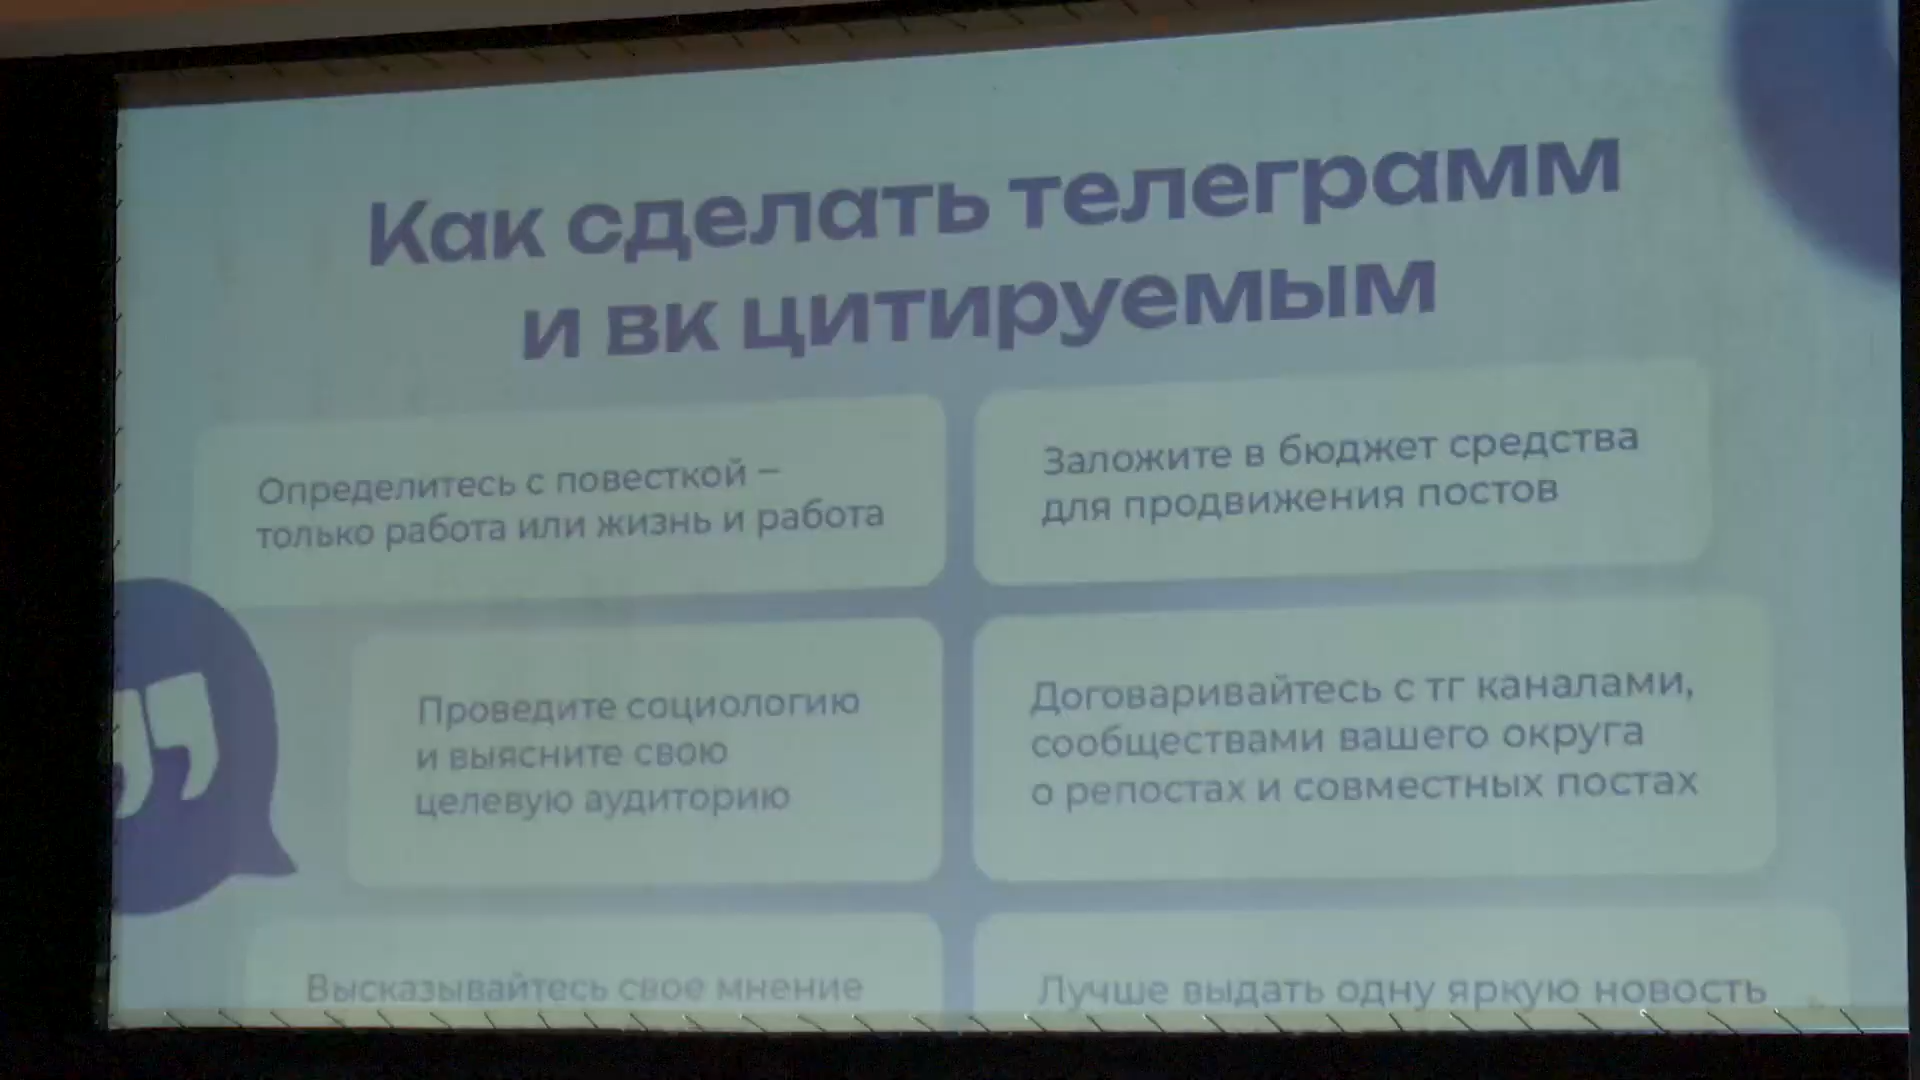 Как сделать телеграмм
и вк цитируемым
Определитесь с повесткой –
только работа или жизнь и работа
Заложите в бюджет средства
для продвижения постов
Проведите социологию
и выясните свою
целевую аудиторию
Договаривайтесь с тг каналами,
сообществами вашего округа
о репостах и совместных постах
Высказывайтесь свое мнение
Лучше выдать одну яркую новость